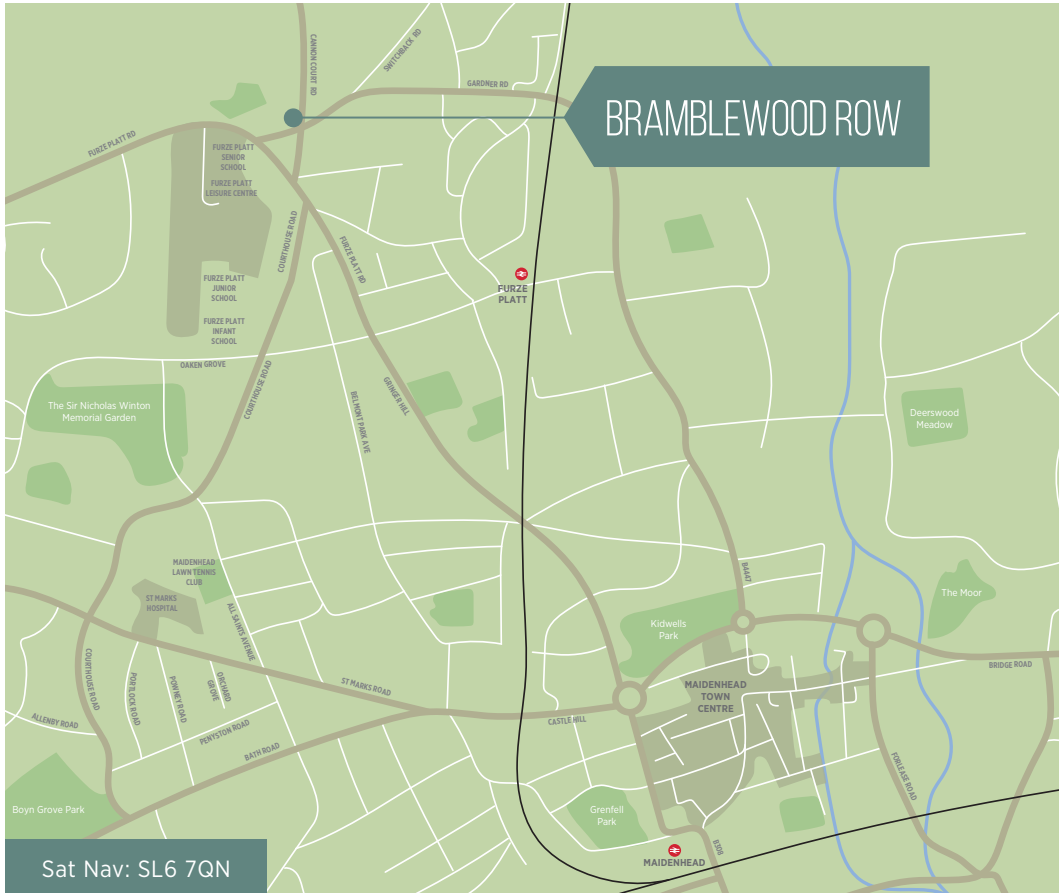 CANNON COURT RD
SWITCHBACK RD
GARDNER RD
BRAMBLEWOOD ROW
FURZE PLATT RD
FURZE PLATT
SENIOR
SCHOOL
FURZE PLATT
LEISURE CENTRE
COURTHOUSE ROAD
FURZE PLATT RD
FURZE PLATT
JUNIOR
SCHOOL
FURZE
PLATT
FURZE PLATT
INFANT
SCHOOL
OAKEN GROVE
COURTHOUSE ROAD
GRINGER HILL
BELMONT PARK AVE
The Sir Nicholas Winton
Memorial Garden
Deerswood
Meadow
MAIDENHEAD
LAWN TENNIS
CLUB
B4447
ST MARKS
HOSPITAL
ALL SAINTS AVENUE
The Moor
Kidwells
Park
COURTHOUSE ROAD
PORTLOCK ROAD
POWNEY ROAD
ORCHARD
GROVE
ST MARKS ROAD
MAIDENHEAD
TOWN
CENTRE
BRIDGE ROAD
ALLENBY ROAD
PENYSTON ROAD
CASTLE HILL
BATH ROAD
FORLEASE ROAD
Boyn Grove Park
Grenfell
Park
B308
MAIDENHEAD
Sat Nav: SL6 7QN